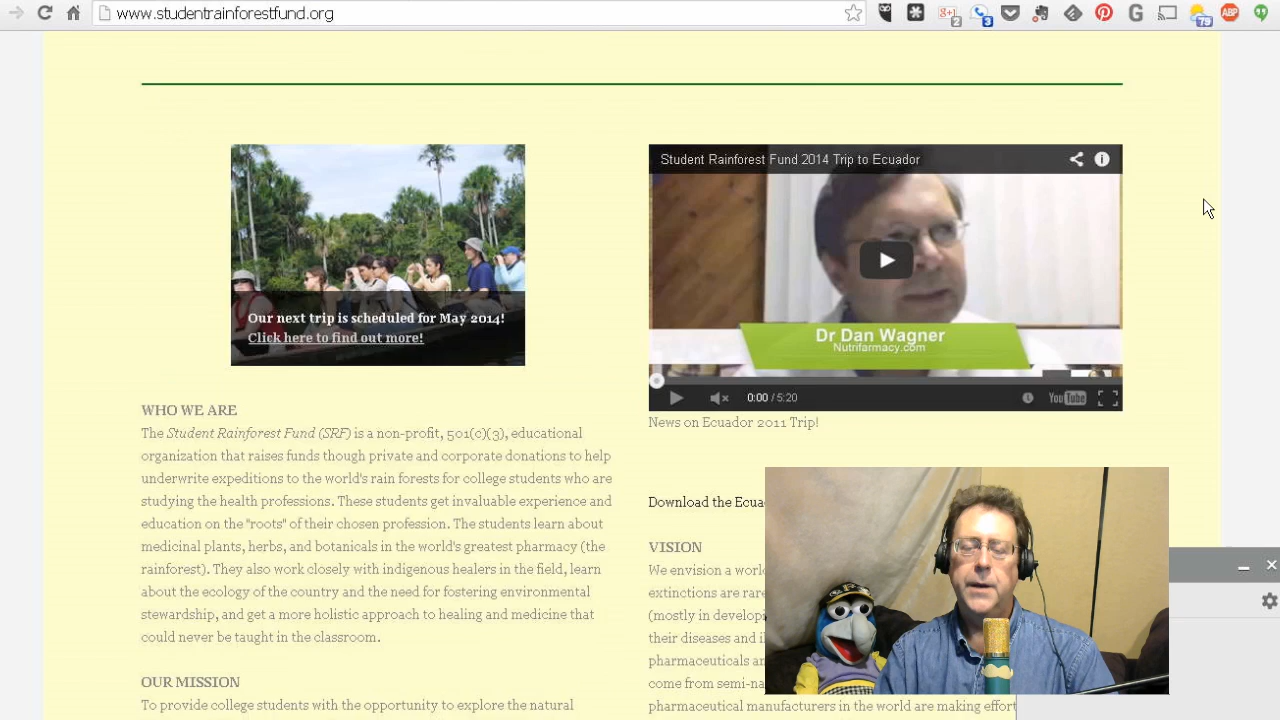 www.studentrainforestfund.org
2
3
79
ABP
Our next trip is scheduled for May 2014!
Click here to find out more!
Student Rainforest Fund 2014 Trip to Ecuador
Dr Dan Wagner
Nutrifarmacy.com
0:00 / 5:20
YouTube
News on Ecuador 2011 Trip!
WHO WE ARE
The Student Rainforest Fund (SRF) is a non-profit, 501(c)(3), educational
organization that raises funds though private and corporate donations to help
underwrite expeditions to the world's rain forests for college students who are
studying the health professions. These students get invaluable experience and
education on the "roots" of their chosen profession. The students learn about
medicinal plants, herbs, and botanicals in the world's greatest pharmacy (the
rainforest). They also work closely with indigenous healers in the field, learn
about the ecology of the country and the need for fostering environmental
stewardship, and get a more holistic approach to healing and medicine that
could never be taught in the classroom.
OUR MISSION
To provide college students with the opportunity to explore the natural
Download the Ecua
VISION
We envision a world
extinctions are rare
(mostly in developi
their diseases and il
pharmaceuticals an
come from semi-na
pharmaceutical manufacturers in the world are making effort